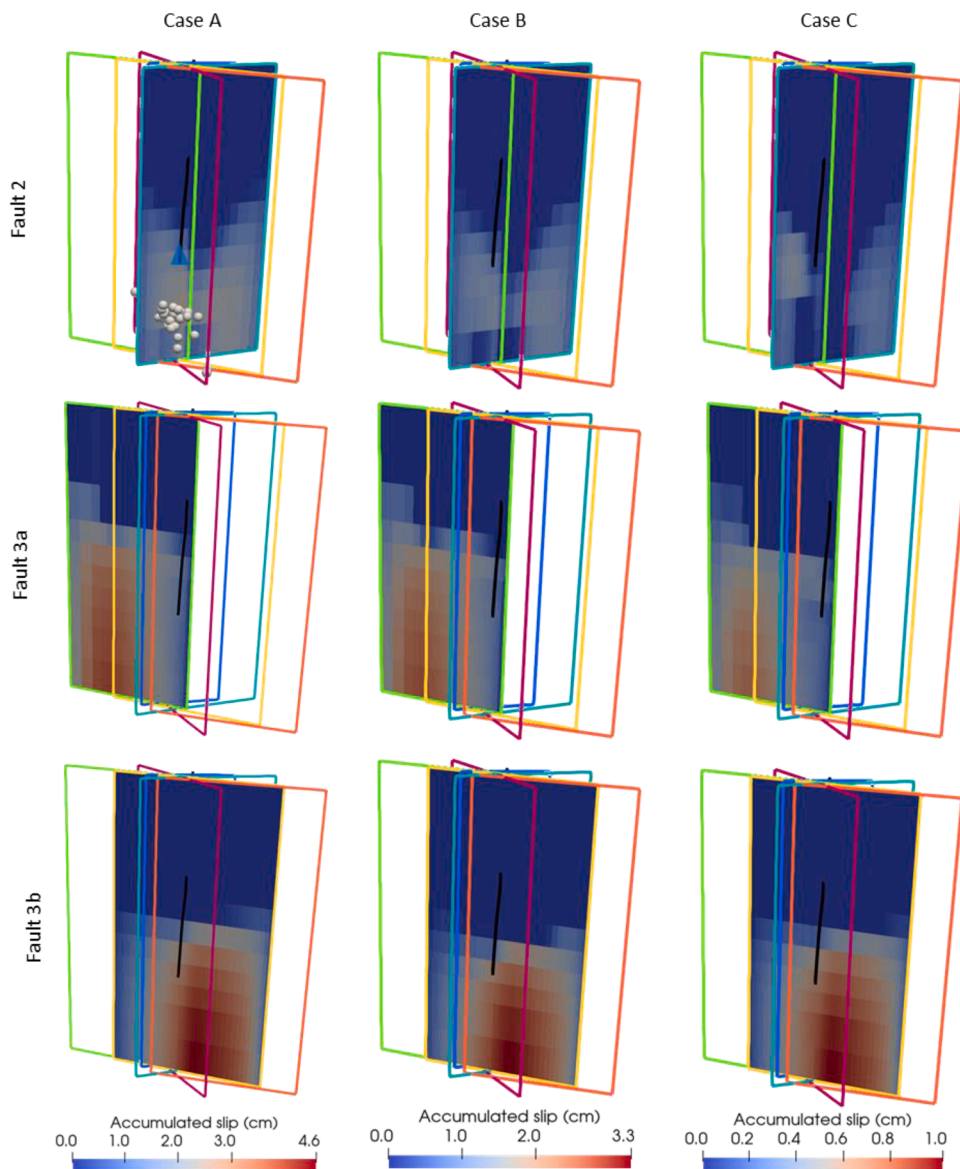 Case A Case B Case C
Fault 2
Fault 3a
Fault 3b
Accumulated slip (cm) Accumulated slip (cm) Accumulated slip (cm)
0.0 1.0 2.0 3.0 4.6 0.0 1.0 2.0 3.3 0.0 0.2 0.4 0.6 0.8 1.0